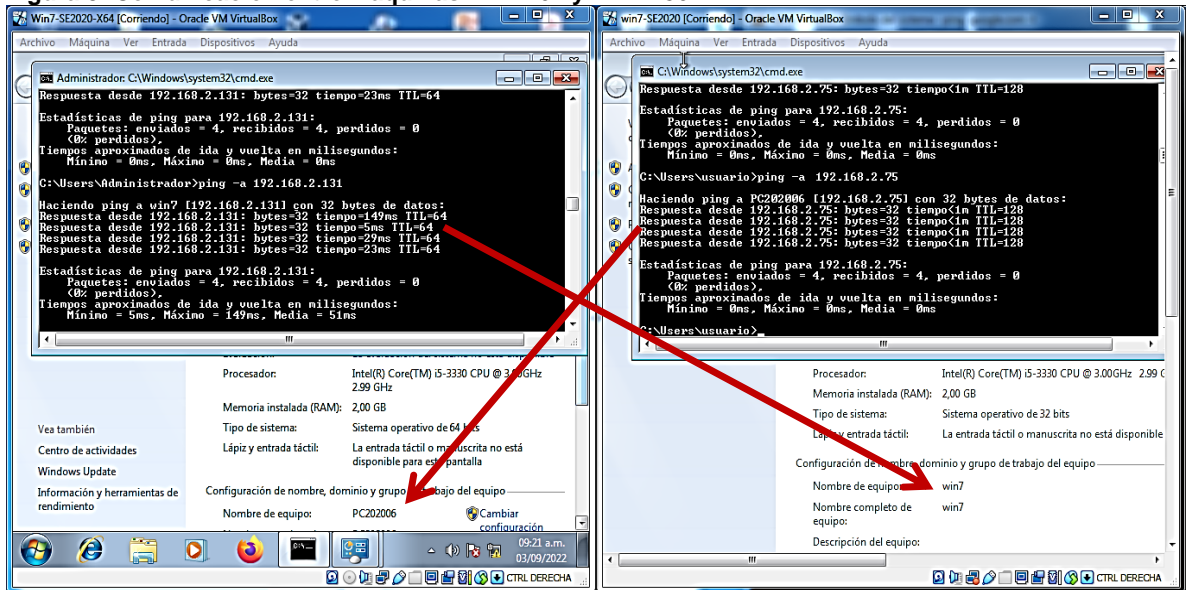 Win7-SE2020-X64 [Corriendo] - Oracle VM VirtualBox
Archivo Máquina Ver Entrada Dispositivos Ayuda
Administrador: C:\Windows\system32\cmd.exe
Respuesta desde 192.168.2.131: bytes=32 tiempo=23ms TTL=64
Estadísticas de ping para 192.168.2.131:
Paquetes: enviados = 4, recibidos = 4, perdidos = 0
(0% perdidos),
Tiempos aproximados de ida y vuelta en milisegundos:
Mínimo = 0ms, Máximo = 0ms, Media = 0ms
C:\Users\Administrador>ping -a 192.168.2.131
Haciendo ping a win7 [192.168.2.131] con 32 bytes de datos:
Respuesta desde 192.168.2.131: bytes=32 tiempo=149ms TTL=64
Respuesta desde 192.168.2.131: bytes=32 tiempo=5ms TTL=64
Respuesta desde 192.168.2.131: bytes=32 tiempo=29ms TTL=64
Respuesta desde 192.168.2.131: bytes=32 tiempo=23ms TTL=64
Estadísticas de ping para 192.168.2.131:
Paquetes: enviados = 4, recibidos = 4, perdidos = 0
(0% perdidos),
Tiempos aproximados de ida y vuelta en milisegundos:
Mínimo = 5ms, Máximo = 149ms, Media = 51ms
Procesador: Intel(R) Core(TM) i5-3330 CPU @ 3.00GHz
2.99 GHz
Memoria instalada (RAM): 2,00 GB
Tipo de sistema: Sistema operativo de 64 bits
Lápiz y entrada táctil: La entrada táctil o manuscrita no está
disponible para esta pantalla
Vea también
Centro de actividades
Windows Update
Información y herramientas de
rendimiento
Configuración de nombre, dominio y grupo de trabajo del equipo
Nombre de equipo: PC202006 Cambiar
configuración
09:21 a.m.
03/09/2022
CTRL DERECHA
win7-SE2020 [Corriendo] - Oracle VM VirtualBox
Archivo Máquina Ver Entrada Dispositivos Ayuda
C:\Windows\system32\cmd.exe
Respuesta desde 192.168.2.75: bytes=32 tiempo<1m TTL=128
Estadísticas de ping para 192.168.2.75:
Paquetes: enviados = 4, recibidos = 4, perdidos = 0
(0% perdidos),
Tiempos aproximados de ida y vuelta en milisegundos:
Mínimo = 0ms, Máximo = 0ms, Media = 0ms
C:\Users\usuario>ping -a 192.168.2.75
Haciendo ping a PC202006 [192.168.2.75] con 32 bytes de datos:
Respuesta desde 192.168.2.75: bytes=32 tiempo<1m TTL=128
Respuesta desde 192.168.2.75: bytes=32 tiempo<1m TTL=128
Respuesta desde 192.168.2.75: bytes=32 tiempo<1m TTL=128
Respuesta desde 192.168.2.75: bytes=32 tiempo<1m TTL=128
Estadísticas de ping para 192.168.2.75:
Paquetes: enviados = 4, recibidos = 4, perdidos = 0
(0% perdidos),
Tiempos aproximados de ida y vuelta en milisegundos:
Mínimo = 0ms, Máximo = 0ms, Media = 0ms
C:\Users\usuario>_
Procesador: Intel(R) Core(TM) i5-3330 CPU @ 3.00GHz 2.99
Memoria instalada (RAM): 2,00 GB
Tipo de sistema: Sistema operativo de 32 bits
Lápiz y entrada táctil: La entrada táctil o manuscrita no está disponible
Configuración de nombre, dominio y grupo de trabajo del equipo
Nombre de equipo: win7
Nombre completo de win7
equipo:
Descripción del equipo:
CTRL DERECHA